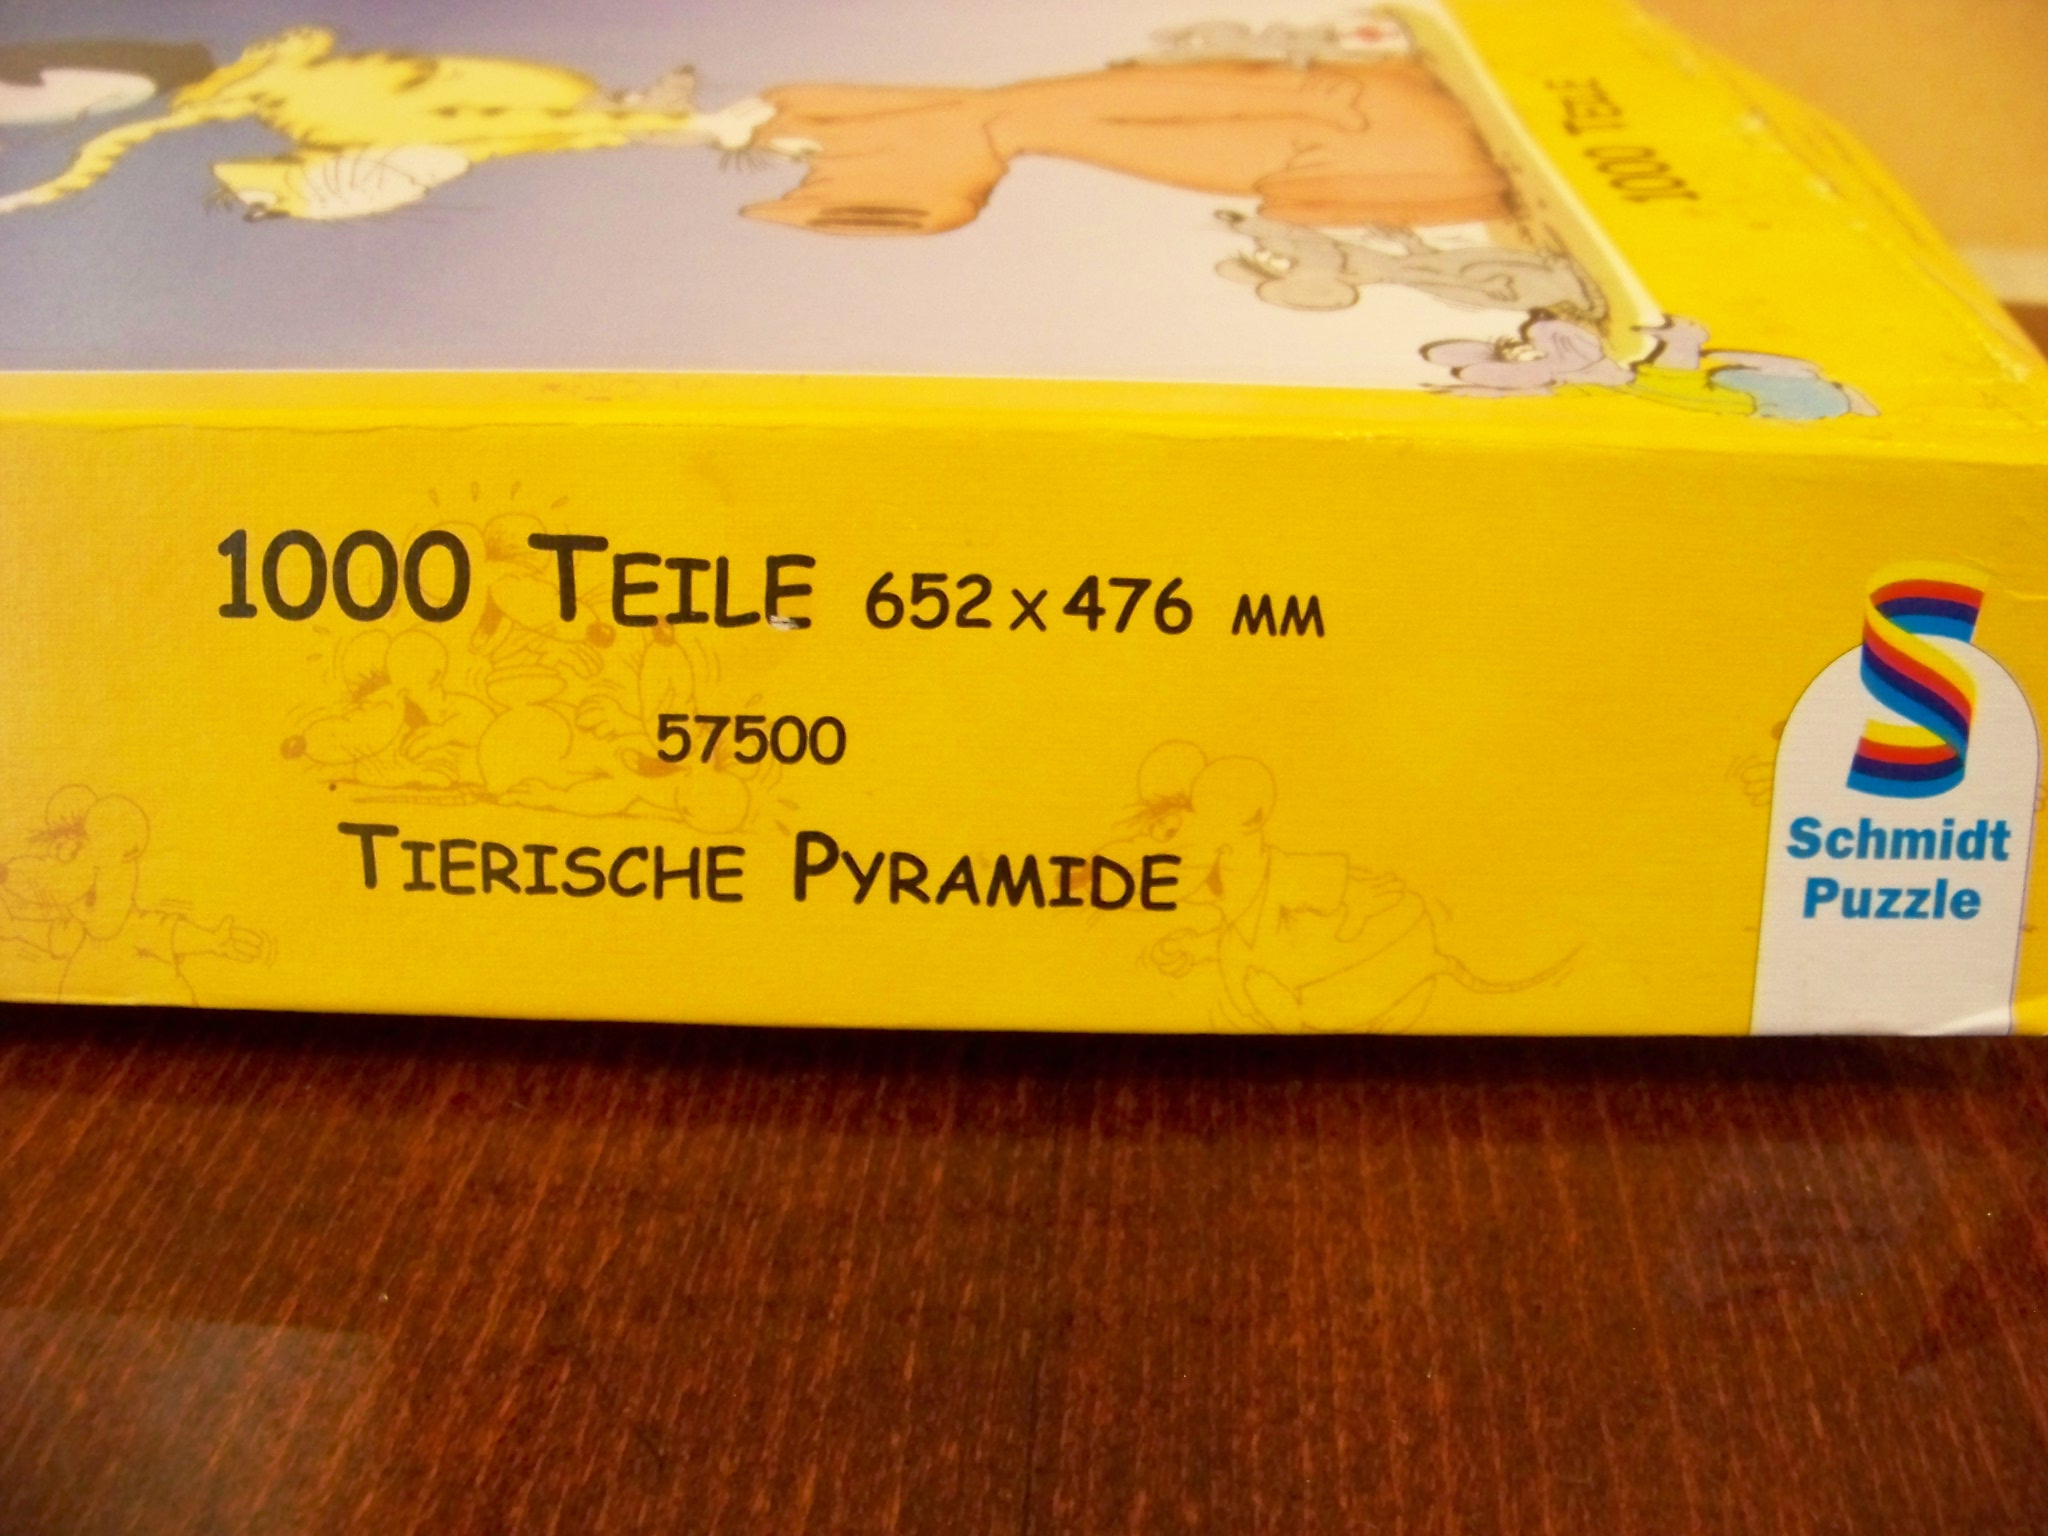 1000 TEILE
1000 TEILE 652 x 476 MM
57500
TIERISCHE PYRAMIDE
Schmidt
Puzzle